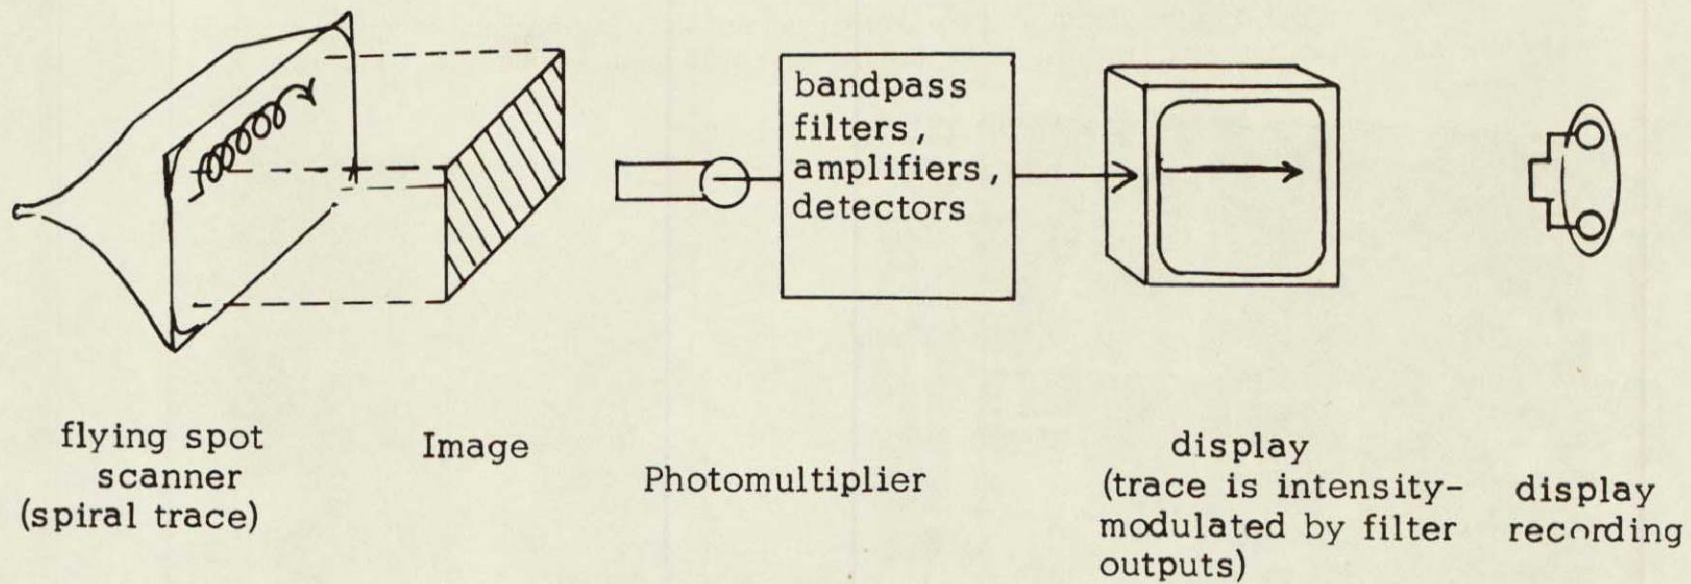 bandpass
filters,
amplifiers,
detectors
flying spot
scanner
(spiral trace)
Image
Photomultiplier
display
(trace is intensity-
modulated by filter
outputs)
display
recording